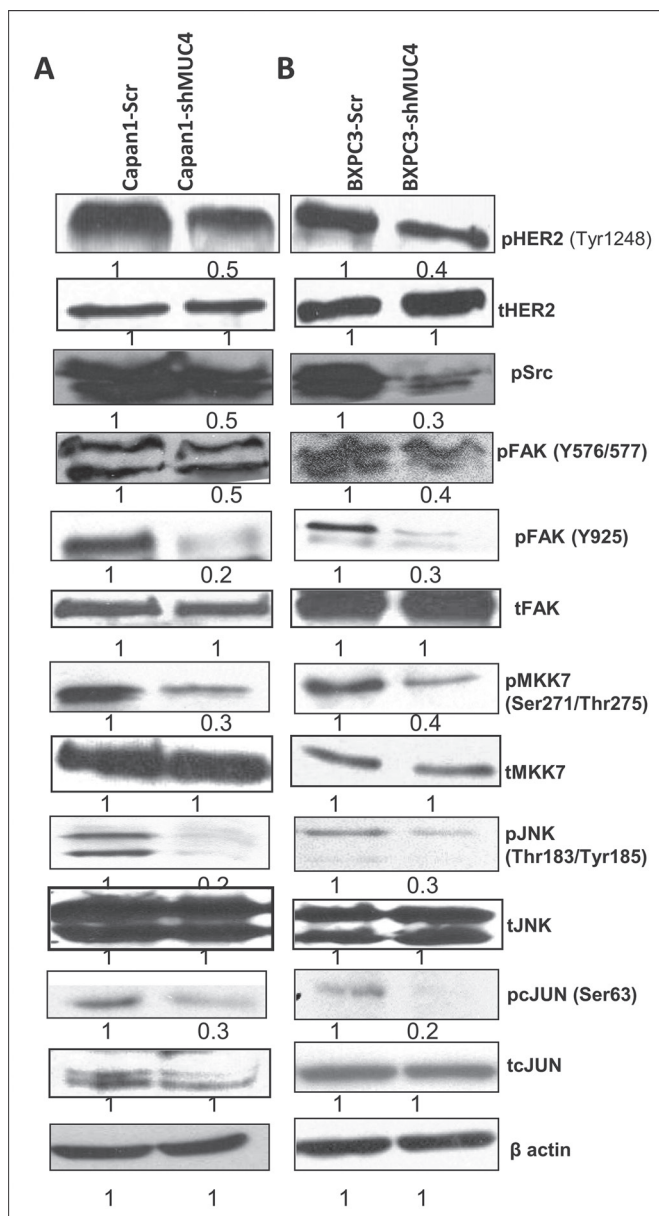 A
B
Capan1-Scr
Capan1-shMUC4
BXPC3-Scr
BXPC3-shMUC4
pHER2 (Tyr1248)
1 0.5 1 0.4
tHER2
1 1 1 1
pSrc
1 0.5 1 0.3
pFAK (Y576/577)
1 0.5 1 0.4
pFAK (Y925)
1 0.2 1 0.3
tFAK
1 1 1 1
pMKK7
(Ser271/Thr275)
1 0.3 1 0.4
tMKK7
1 1 1 1
pJNK
(Thr183/Tyr185)
1 0.2 1 0.3
tJNK
1 1 1 1
pcJUN (Ser63)
1 0.3 1 0.2
tcJUN
1 1 1 1
β actin
1 1 1 1